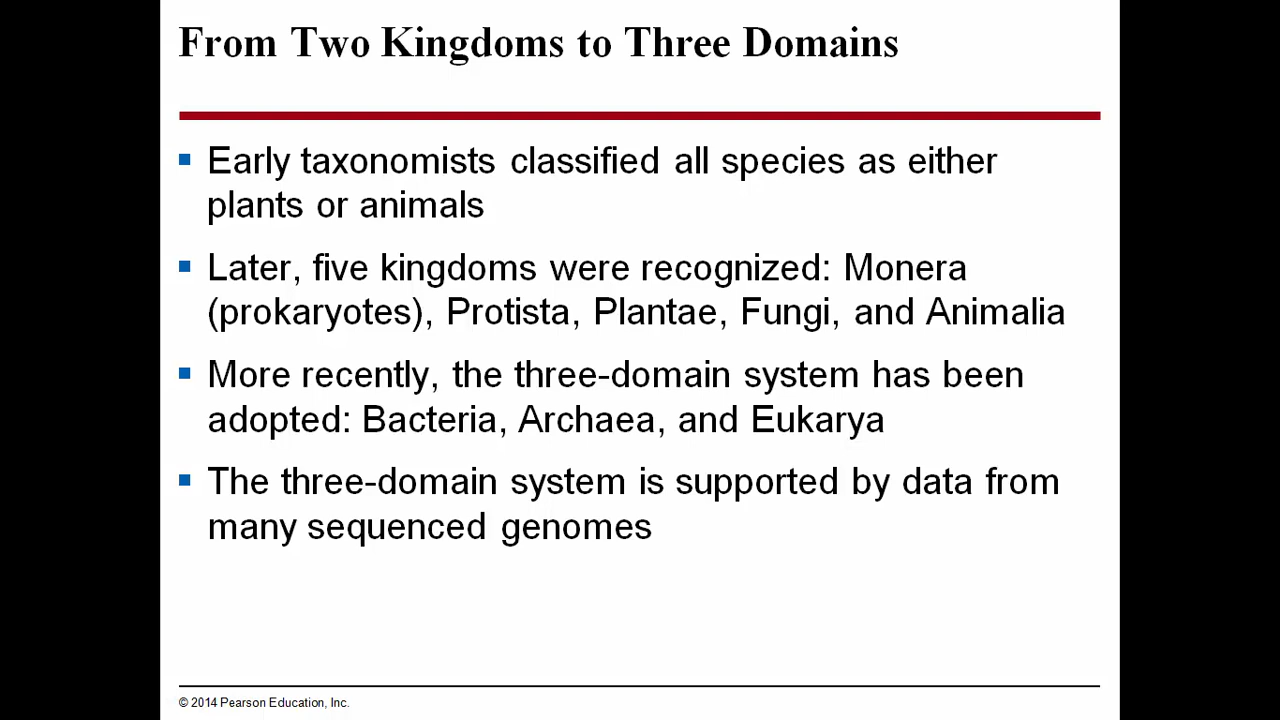 From Two Kingdoms to Three Domains
Early taxonomists classified all species as either
plants or animals
Later, five kingdoms were recognized: Monera
(prokaryotes), Protista, Plantae, Fungi, and Animalia
More recently, the three-domain system has been
adopted: Bacteria, Archaea, and Eukarya
The three-domain system is supported by data from
many sequenced genomes
© 2014 Pearson Education, Inc.